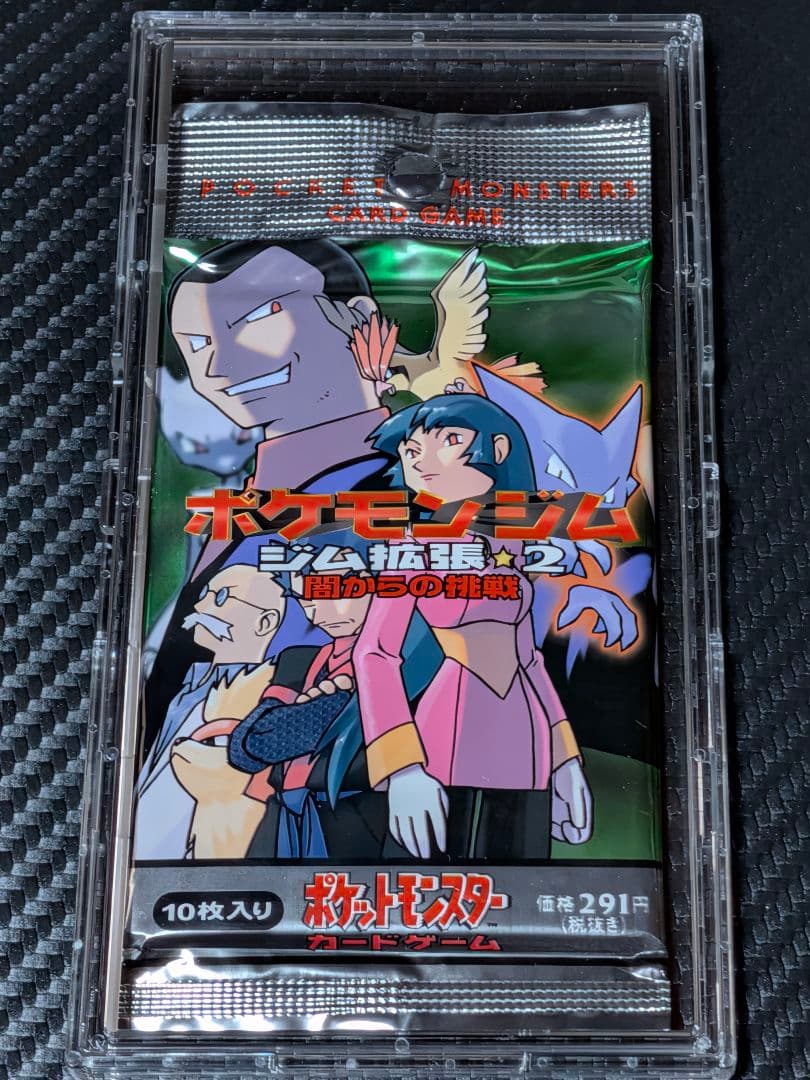 POCKET MONSTERS
CARD GAME
ポケモンジム
ジム拡張★2
闇からの挑戦
10枚入り
ポケットモンスター
カードゲーム
価格291円
(税抜き)